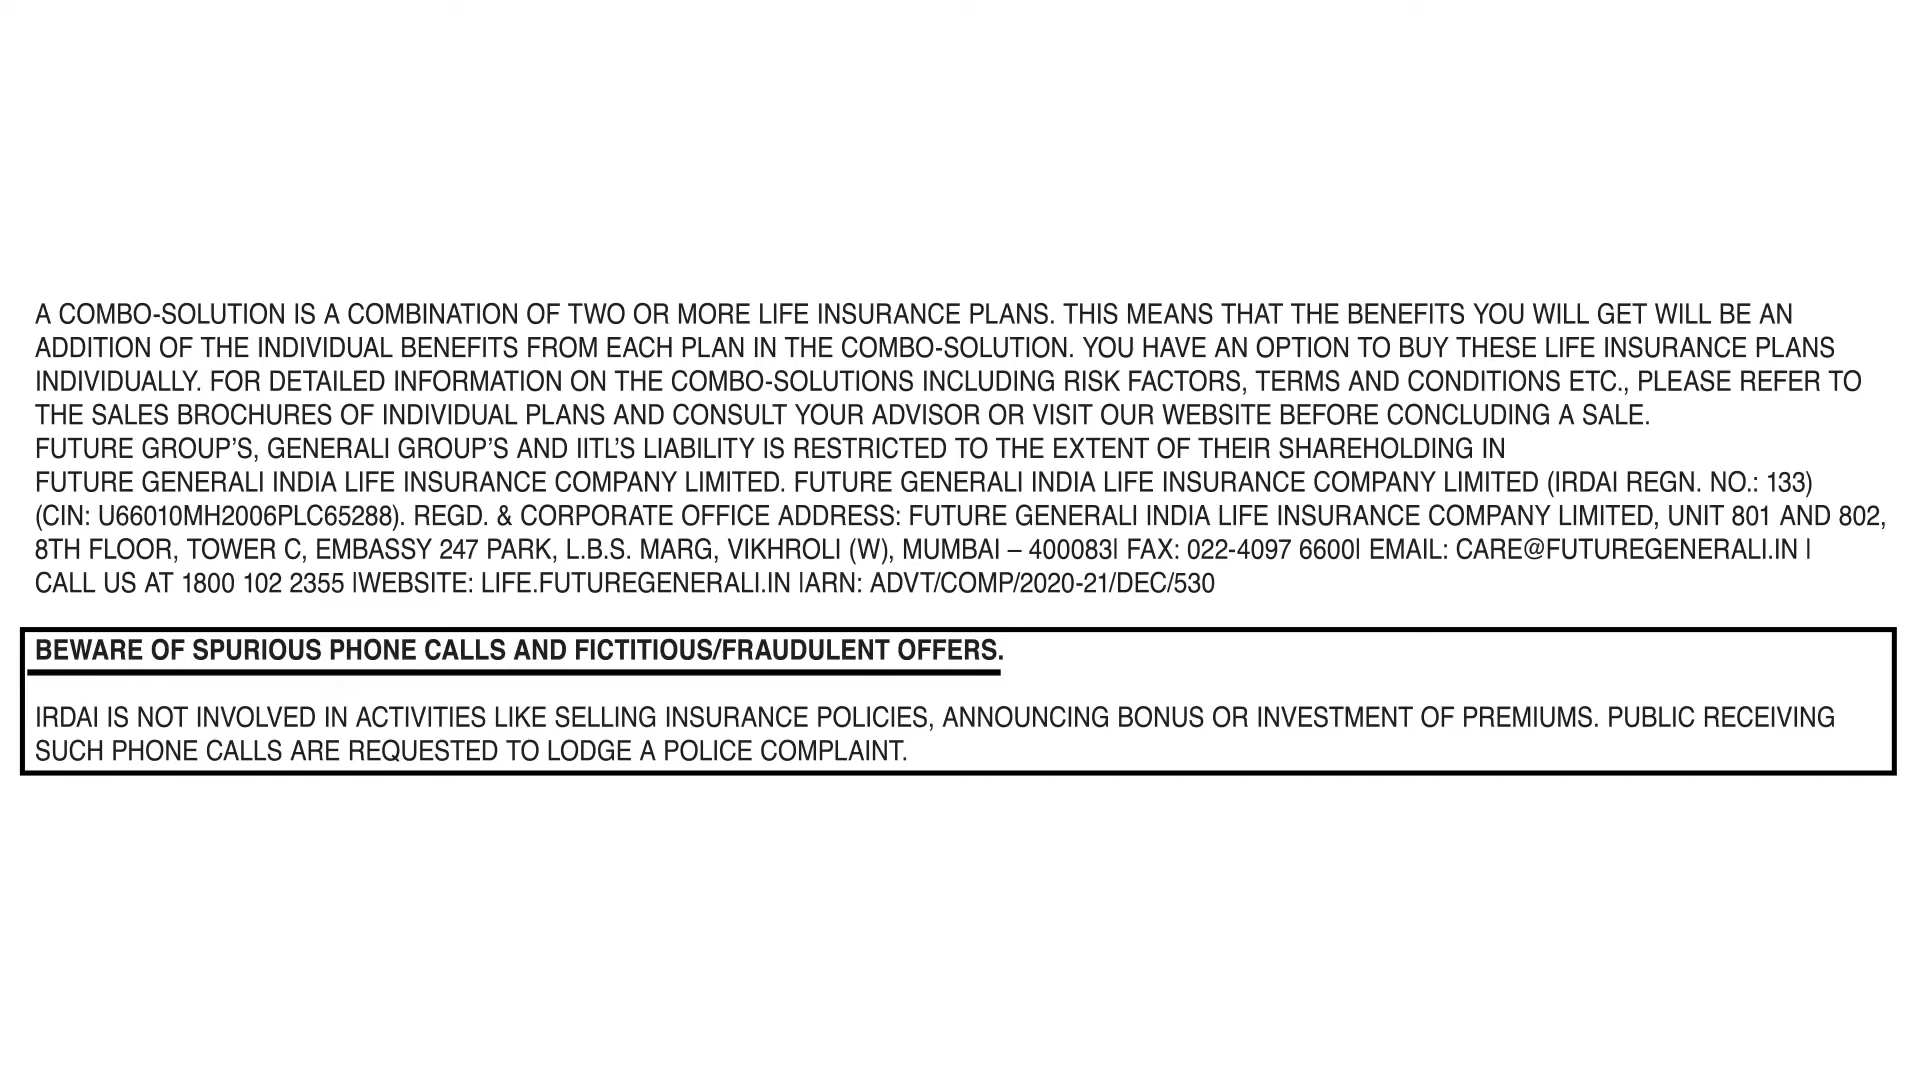 A COMBO-SOLUTION IS A COMBINATION OF TWO OR MORE LIFE INSURANCE PLANS. THIS MEANS THAT THE BENEFITS YOU WILL GET WILL BE AN
ADDITION OF THE INDIVIDUAL BENEFITS FROM EACH PLAN IN THE COMBO-SOLUTION. YOU HAVE AN OPTION TO BUY THESE LIFE INSURANCE PLANS
INDIVIDUALLY. FOR DETAILED INFORMATION ON THE COMBO-SOLUTIONS INCLUDING RISK FACTORS, TERMS AND CONDITIONS ETC., PLEASE REFER TO
THE SALES BROCHURES OF INDIVIDUAL PLANS AND CONSULT YOUR ADVISOR OR VISIT OUR WEBSITE BEFORE CONCLUDING A SALE.
FUTURE GROUP’S, GENERALI GROUP’S AND IITL’S LIABILITY IS RESTRICTED TO THE EXTENT OF THEIR SHAREHOLDING IN
FUTURE GENERALI INDIA LIFE INSURANCE COMPANY LIMITED. FUTURE GENERALI INDIA LIFE INSURANCE COMPANY LIMITED (IRDAI REGN. NO.: 133)
(CIN: U66010MH2006PLC65288). REGD. & CORPORATE OFFICE ADDRESS: FUTURE GENERALI INDIA LIFE INSURANCE COMPANY LIMITED, UNIT 801 AND 802,
8TH FLOOR, TOWER C, EMBASSY 247 PARK, L.B.S. MARG, VIKHROLI (W), MUMBAI – 400083| FAX: 022-4097 6600| EMAIL: CARE@FUTUREGENERALI.IN |
CALL US AT 1800 102 2355 |WEBSITE: LIFE.FUTUREGENERALI.IN |ARN: ADVT/COMP/2020-21/DEC/530
BEWARE OF SPURIOUS PHONE CALLS AND FICTITIOUS/FRAUDULENT OFFERS.
IRDAI IS NOT INVOLVED IN ACTIVITIES LIKE SELLING INSURANCE POLICIES, ANNOUNCING BONUS OR INVESTMENT OF PREMIUMS. PUBLIC RECEIVING
SUCH PHONE CALLS ARE REQUESTED TO LODGE A POLICE COMPLAINT.